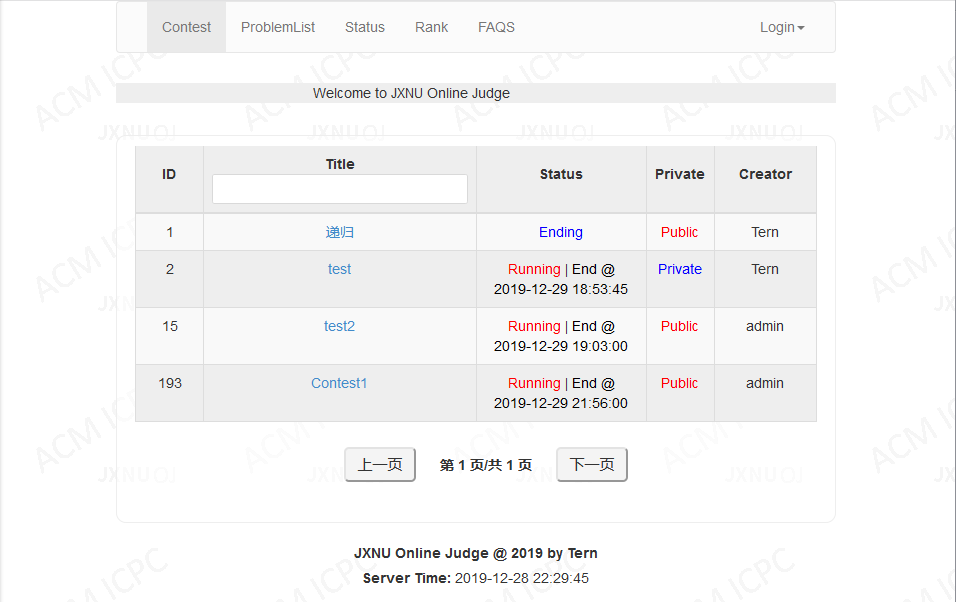 Contest ProblemList Status Rank FAQS Login
Welcome to JXNU Online Judge
ID Title Status Private Creator
1 递归 Ending Public Tern
2 test Running | End @ Private Tern
2019-12-29 18:53:45
15 test2 Running | End @ Public admin
2019-12-29 19:03:00
193 Contest1 Running | End @ Public admin
2019-12-29 21:56:00
上一页 第 1 页/共 1 页 下一页
JXNU Online Judge @ 2019 by Tern
Server Time: 2019-12-28 22:29:45
ACM ICPC
JXNUOJ